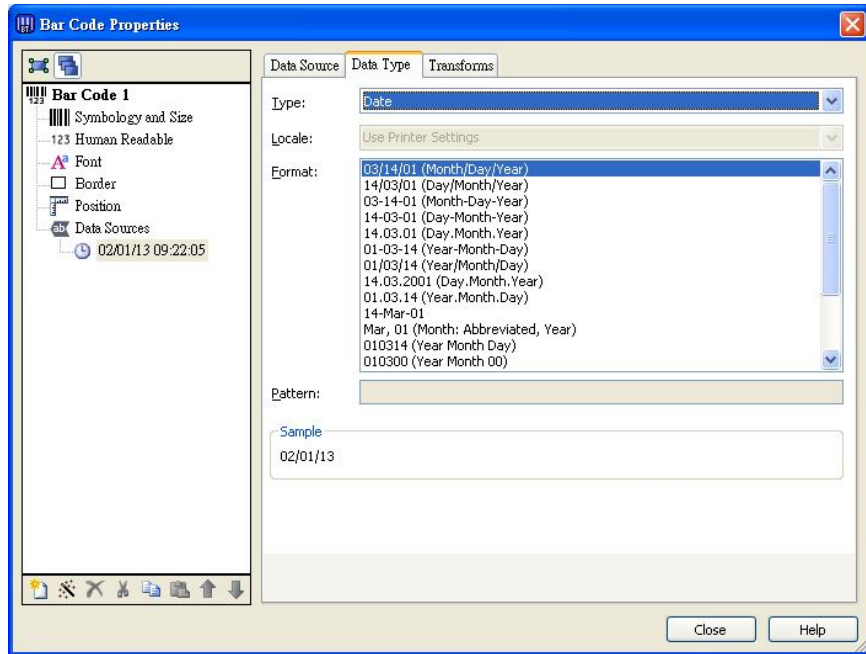 Bar Code Properties
Bar Code 1
Symbology and Size
123 Human Readable
Font
Border
Position
Data Sources
02/01/13 09:22:05
Data Source
Data Type
Transforms
Type:
Date
Locale:
Use Printer Settings
Format:
03/14/01 (Month/Day/Year)
14/03/01 (Day/Month/Year)
03-14-01 (Month-Day-Year)
14-03-01 (Day-Month-Year)
14.03.01 (Day.Month.Year)
01-03-14 (Year-Month-Day)
01/03/14 (Year/Month/Day)
14.03.2001 (Day.Month.Year)
01.03.14 (Year.Month.Day)
14-Mar-01
Mar, 01 (Month: Abbreviated, Year)
010314 (Year Month Day)
010300 (Year Month 00)
Pattern:
Sample
02/01/13
Close
Help